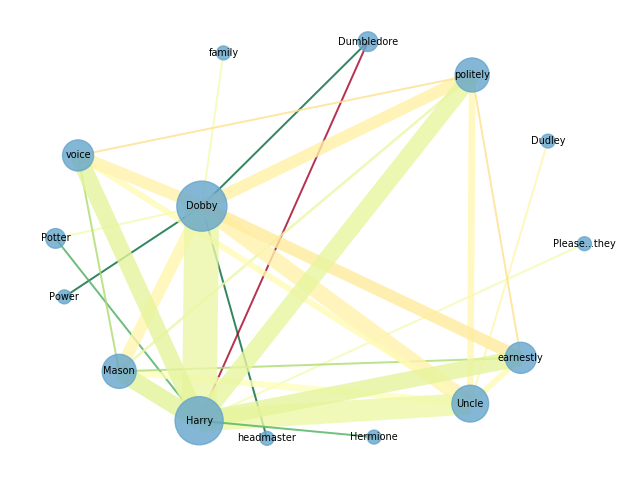 Dumbledore
family
politely
Dudley
voice
Dobby
Potter
Please...they
Power
earnestly
Mason
Uncle
Harry
Hermione
headmaster